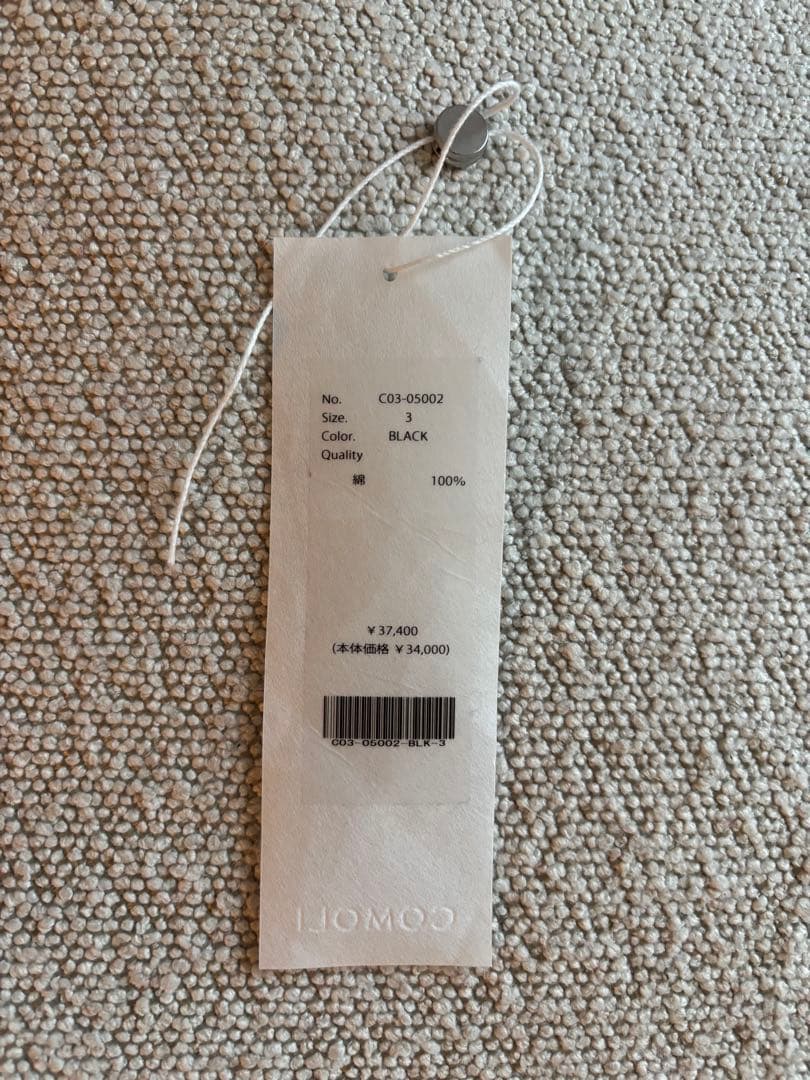 No. C03-05002
Size. 3
Color. BLACK
Quality
綿 100%
¥37,400
(本体価格 ¥34,000)
C03-05002-BLK-3
COMOLI